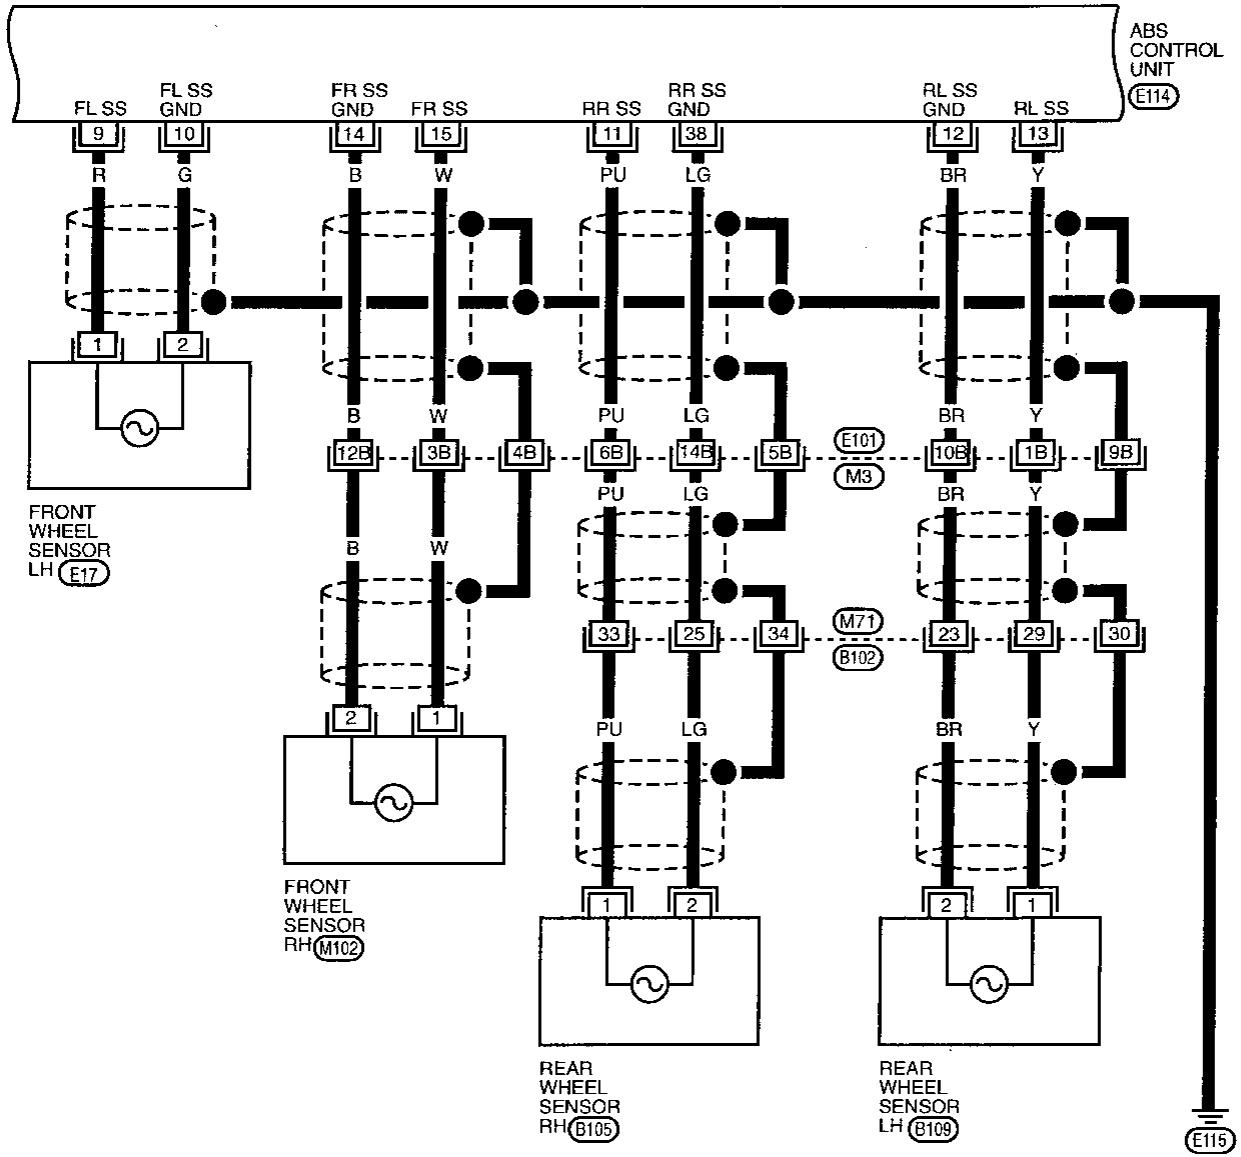 ABS
CONTROL
UNIT
E114
FL SS
FL SS
GND
FR SS
GND
FR SS
RR SS
RR SS
GND
RL SS
GND
RL SS
9
10
14
15
11
38
12
13
R
G
B
W
PU
LG
BR
Y
1
2
FRONT
WHEEL
SENSOR
LH E17
B
W
PU
LG
BR
Y
12B
3B
4B
6B
14B
5B
E101
M3
10B
1B
9B
PU
LG
BR
Y
B
W
33
25
34
M71
B102
23
29
30
2
1
FRONT
WHEEL
SENSOR
RH M102
PU
LG
BR
Y
1
2
2
1
REAR
WHEEL
SENSOR
RH B105
REAR
WHEEL
SENSOR
LH B109
E115